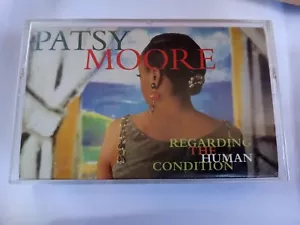 PATSY
MOORE
REGARDING
THE
HUMAN
CONDITION